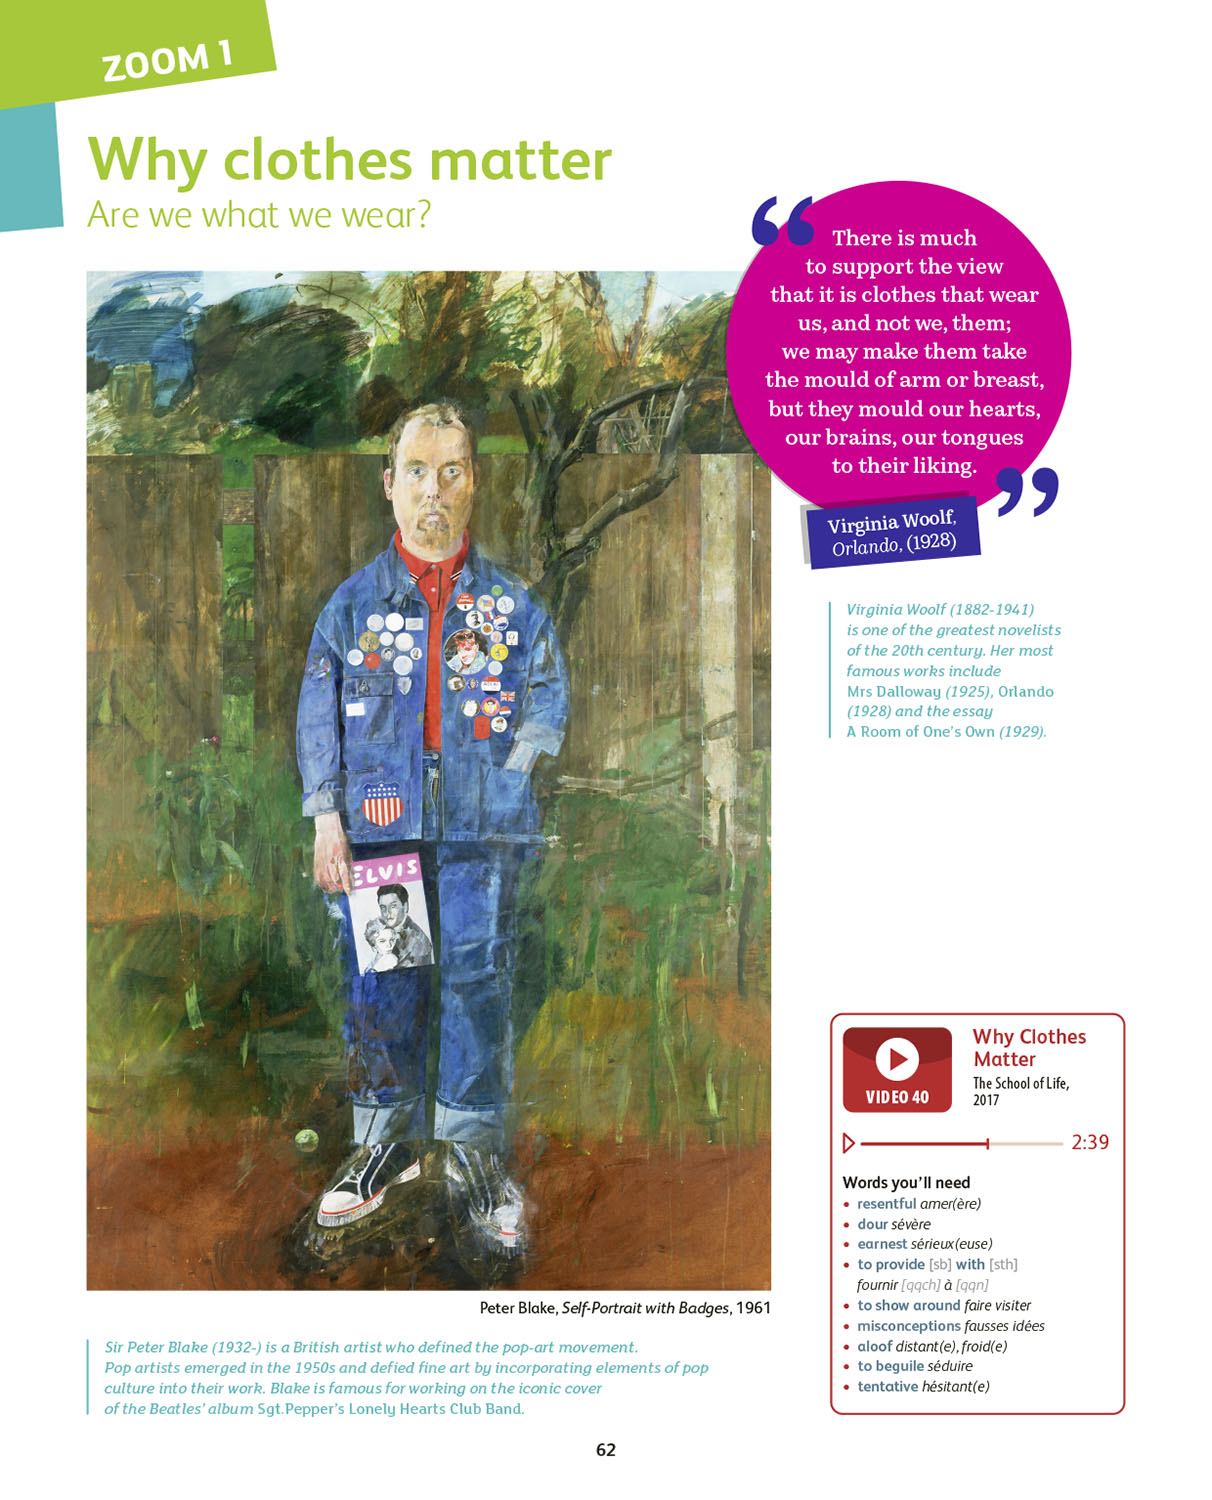 ZOOM 1
Why clothes matter
Are we what we wear?
“
There is much
to support the view
that it is clothes that wear
us, and not we, them;
we may make them take
the mould of arm or breast,
but they mould our hearts,
our brains, our tongues
to their liking.
”
Virginia Woolf,
Orlando, (1928)
Virginia Woolf (1882-1941)
is one of the greatest novelists
of the 20th century. Her most
famous works include
Mrs Dalloway (1925), Orlando
(1928) and the essay
A Room of One's Own (1929).
ELVIS
Peter Blake, Self-Portrait with Badges, 1961
Sir Peter Blake (1932-) is a British artist who defined the pop-art movement.
Pop artists emerged in the 1950s and defied fine art by incorporating elements of pop
culture into their work. Blake is famous for working on the iconic cover
of the Beatles' album Sgt.Pepper's Lonely Hearts Club Band.
VIDEO 40
Why Clothes
Matter
The School of Life,
2017
2:39
Words you'll need
• resentful amer(ère)
• dour sévère
• earnest sérieux(euse)
• to provide [sb] with [sth]
fournir [qqch] à [qqn]
• to show around faire visiter
• misconceptions fausses idées
• aloof distant(e), froid(e)
• to beguile séduire
• tentative hésitant(e)
62